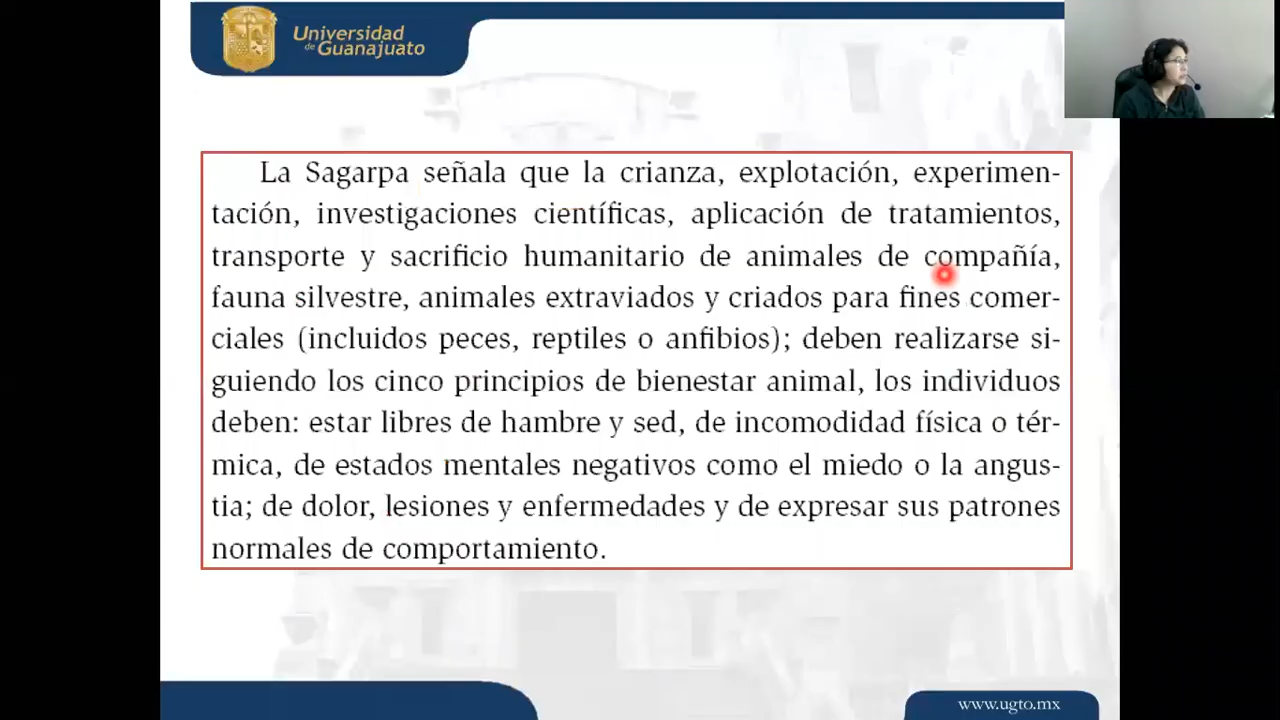 Universidad
de Guanajuato
La Sagarpa señala que la crianza, explotación, experimen-
tación, investigaciones científicas, aplicación de tratamientos,
transporte y sacrificio humanitario de animales de compañía,
fauna silvestre, animales extraviados y criados para fines comer-
ciales (incluidos peces, reptiles o anfibios); deben realizarse si-
guiendo los cinco principios de bienestar animal, los individuos
deben: estar libres de hambre y sed, de incomodidad física o tér-
mica, de estados mentales negativos como el miedo o la angus-
tia; de dolor, lesiones y enfermedades y de expresar sus patrones
normales de comportamiento.
www.ugto.mx